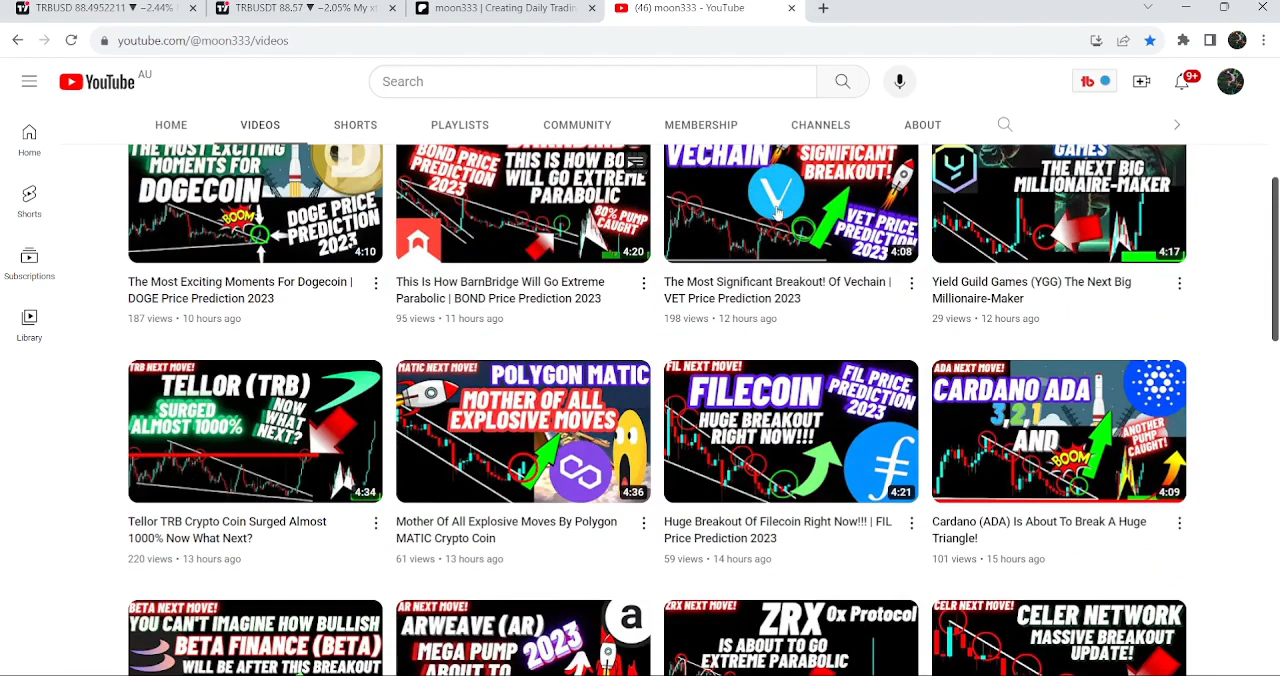 TRBUSD 88.4952211 ▼ −2.44%
TRBUSDT 88.57 ▼ −2.05% My xt
moon333 | Creating Daily Tradin
(46) moon333 - YouTube
youtube.com/@moon333/videos
YouTube AU
Search
9+
HOME
VIDEOS
SHORTS
PLAYLISTS
COMMUNITY
MEMBERSHIP
CHANNELS
ABOUT
Home
Shorts
Subscriptions
Library
THE MOST EXCITING
MOMENTS FOR
DOGECOIN
BOOM
DOGE PRICE
PREDICTION
2023
4:10
BOND PRICE
PREDICTION
2023
THIS IS HOW BO
WILL GO EXTREME
PARABOLIC
80% PUMP
CAUGHT
4:20
VECHAIN
SIGNIFICANT
BREAKOUT!
VET PRICE
PREDICTION
2023
4:08
GAMES
THE NEXT BIG
MILLIONAIRE-MAKER
4:17
The Most Exciting Moments For Dogecoin |
DOGE Price Prediction 2023
187 views • 10 hours ago
This Is How BarnBridge Will Go Extreme
Parabolic | BOND Price Prediction 2023
95 views • 11 hours ago
The Most Significant Breakout! Of Vechain |
VET Price Prediction 2023
198 views • 12 hours ago
Yield Guild Games (YGG) The Next Big
Millionaire-Maker
29 views • 12 hours ago
TRB NEXT MOVE!
TELLOR (TRB)
SURGED
ALMOST 1000%
NOW
WHAT
NEXT?
4:34
MATIC NEXT MOVE!
POLYGON MATIC
MOTHER OF ALL
EXPLOSIVE MOVES
4:36
FIL NEXT MOVE!
FILECOIN
HUGE BREAKOUT
RIGHT NOW!!!
FIL PRICE
PREDICTION
2023
4:21
ADA NEXT MOVE!
CARDANO ADA
3,2,1
AND
BOOM
ANOTHER
PUMP
CAUGHT!
4:09
Tellor TRB Crypto Coin Surged Almost
1000% Now What Next?
220 views • 13 hours ago
Mother Of All Explosive Moves By Polygon
MATIC Crypto Coin
61 views • 13 hours ago
Huge Breakout Of Filecoin Right Now!!! | FIL
Price Prediction 2023
59 views • 14 hours ago
Cardano (ADA) Is About To Break A Huge
Triangle!
101 views • 15 hours ago
BETA NEXT MOVE!
YOU CAN'T IMAGINE HOW BULLISH
BETA FINANCE (BETA)
WILL BE AFTER THIS BREAKOUT
AR NEXT MOVE!
ARWEAVE (AR)
MEGA PUMP
ABOUT TO
2023
a
ZRX NEXT MOVE!
ZRX 0x Protocol
IS ABOUT TO GO
EXTREME PARABOLIC
CELR NEXT MOVE!
CELER NETWORK
MASSIVE BREAKOUT
UPDATE!